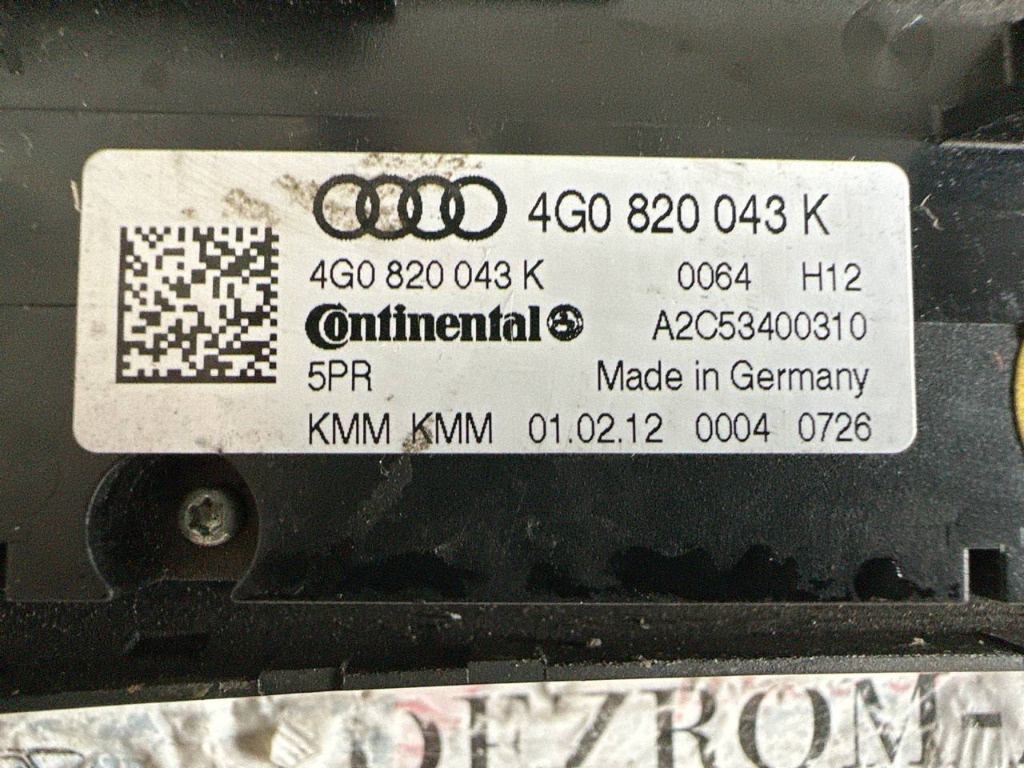 4G0 820 043 K
4G0 820 043 K 0064 H12
Continental A2C53400310
5PR Made in Germany
KMM KMM 01.02.12 0004 0726
DEZROM-